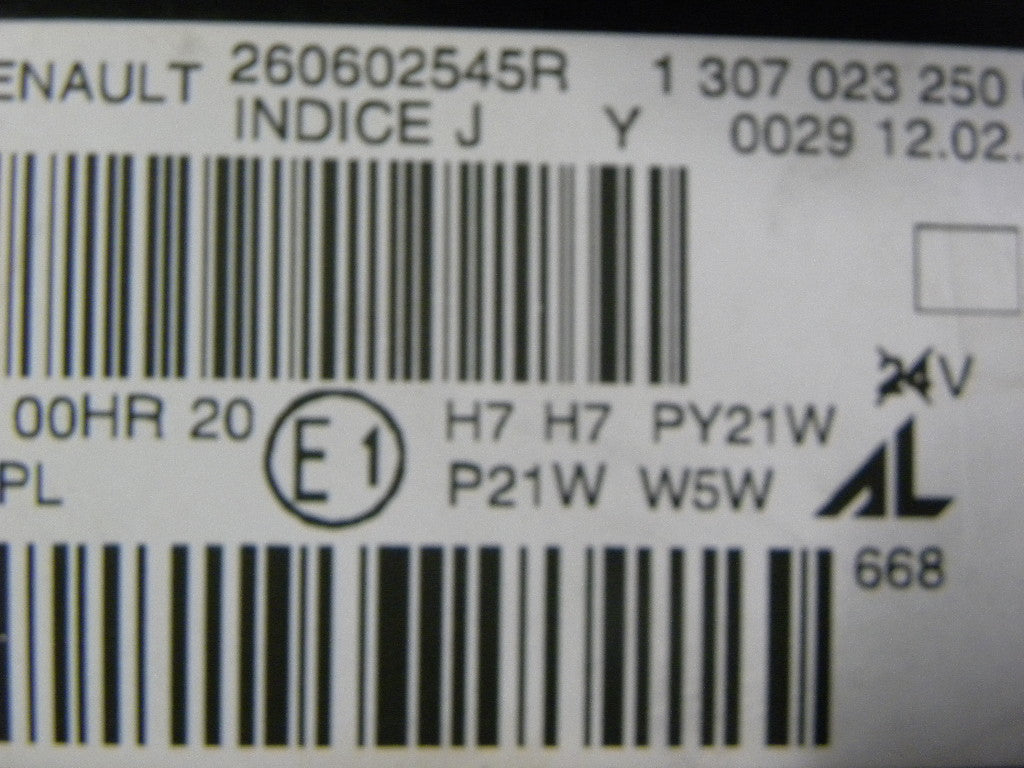 ENAULT 260602545R 1 307 023 250
INDICE J Y 0029 12.02.
24V
00HR 20 E1 H7 H7 PY21W
PL P21W W5W AL
668